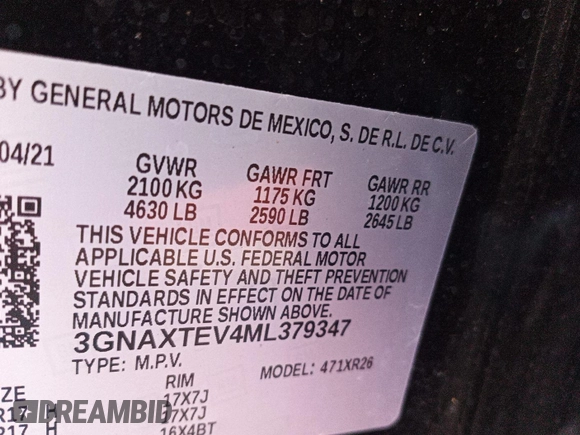 BY GENERAL MOTORS DE MEXICO, S. DE R.L. DE C.V.
04/21
GVWR GAWR FRT GAWR RR
2100 KG 1175 KG 1200 KG
4630 LB 2590 LB 2645 LB
THIS VEHICLE CONFORMS TO ALL
APPLICABLE U.S. FEDERAL MOTOR
VEHICLE SAFETY AND THEFT PREVENTION
STANDARDS IN EFFECT ON THE DATE OF
MANUFACTURE SHOWN ABOVE.
3GNAXTEV4ML379347
TYPE: M.P.V. MODEL: 471XR26
ZE RIM
R17 H 17X7J
R17 H 17X7J
16X4BT
DREAMBID